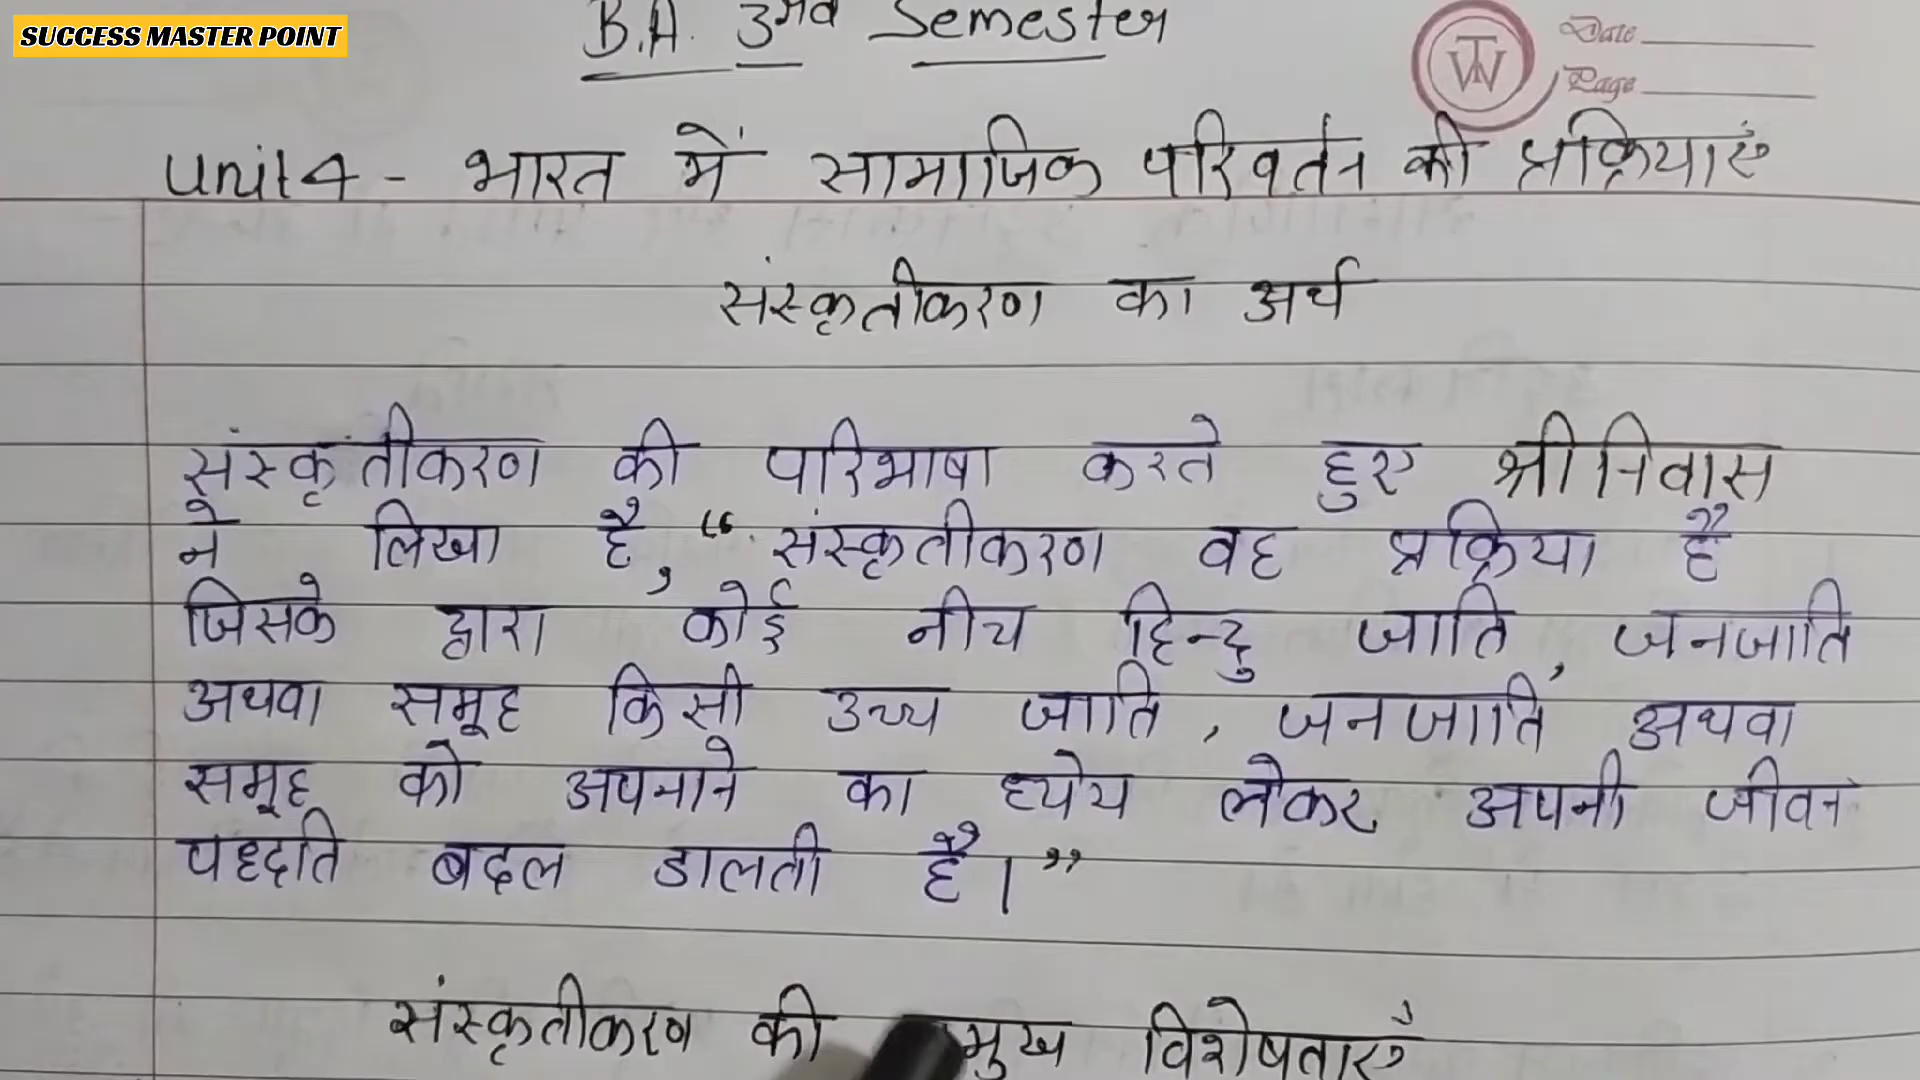 SUCCESS MASTER POINT
B.A. 3rd Semester
Date
Page
Unit 4 - भारत में सामाजिक परिवर्तन की प्रक्रियाएं
संस्कृतीकरण का अर्थ
संस्कृतीकरण की परिभाषा करते हुए श्रीनिवास
ने लिखा है, “संस्कृतीकरण वह प्रक्रिया है
जिसके द्वारा कोई नीच हिन्दु जाति, जनजाति
अथवा समूह किसी उच्च जाति, जनजाति अथवा
समूह को अपनाने का ध्येय लेकर अपनी जीवन
पध्दति बदल डालती है।”
संस्कृतीकरण की विशेषताएँ